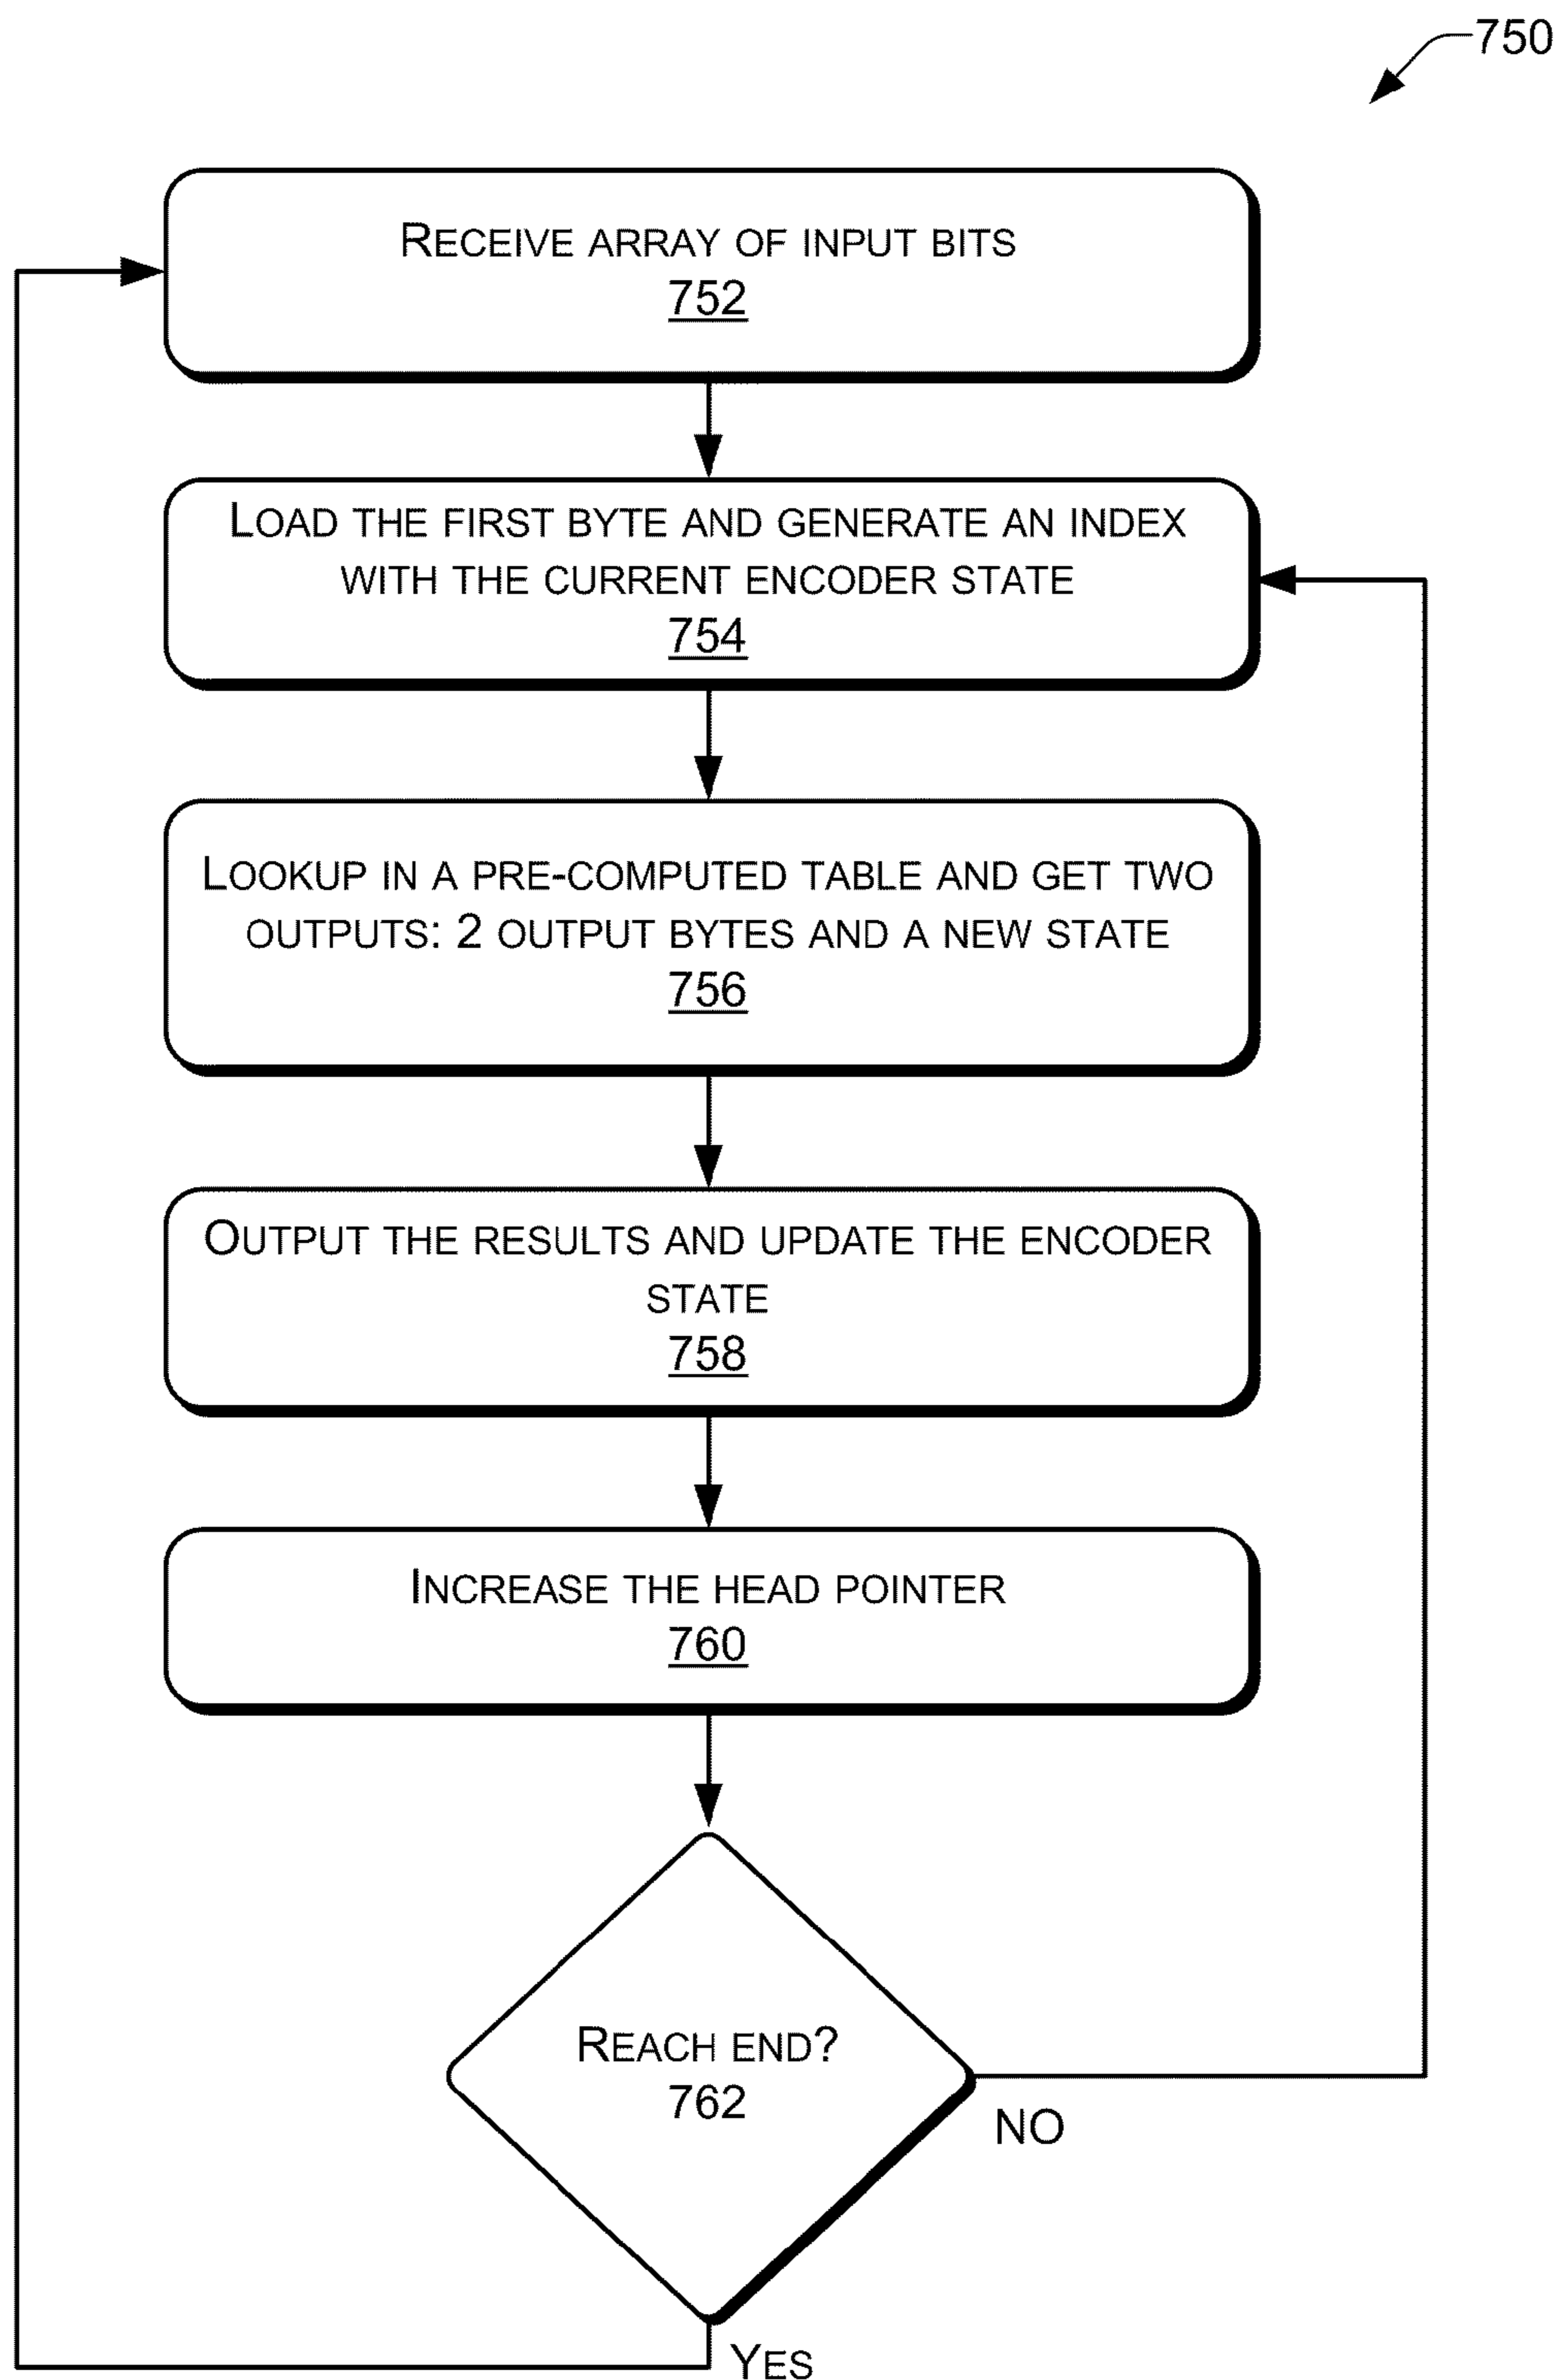 750
RECEIVE ARRAY OF INPUT BITS
752
LOAD THE FIRST BYTE AND GENERATE AN INDEX
WITH THE CURRENT ENCODER STATE
754
LOOKUP IN A PRE-COMPUTED TABLE AND GET TWO
OUTPUTS: 2 OUTPUT BYTES AND A NEW STATE
756
OUTPUT THE RESULTS AND UPDATE THE ENCODER
STATE
758
INCREASE THE HEAD POINTER
760
REACH END?
762
NO
YES